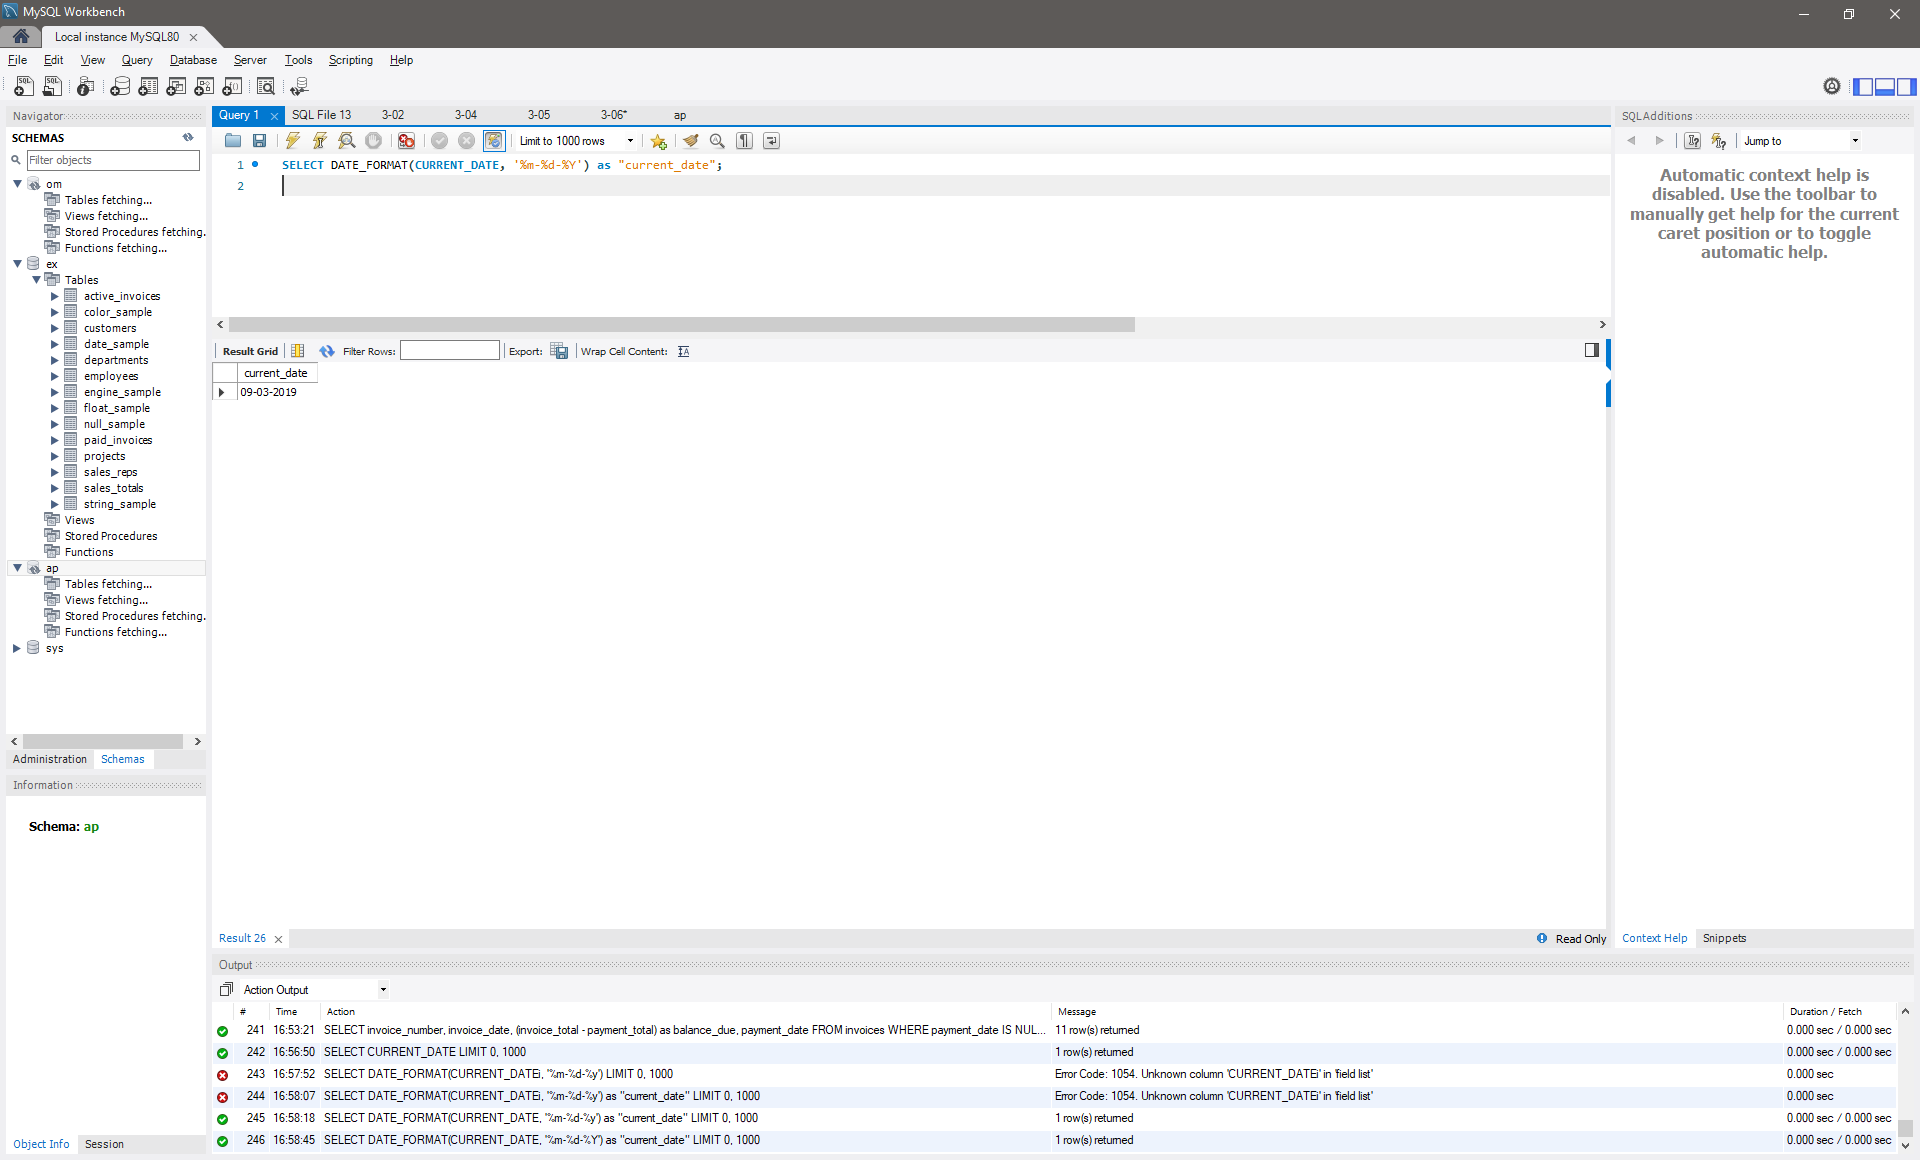 MySQL Workbench
Local instance MySQL80
File Edit View Query Database Server Tools Scripting Help
Navigator
SCHEMAS
Filter objects
om
Tables fetching...
Views fetching...
Stored Procedures fetching.
Functions fetching...
ex
Tables
active_invoices
color_sample
customers
date_sample
departments
employees
engine_sample
float_sample
null_sample
paid_invoices
projects
sales_reps
sales_totals
string_sample
Views
Stored Procedures
Functions
ap
Tables fetching...
Views fetching...
Stored Procedures fetching.
Functions fetching...
sys
Administration Schemas
Information
Schema: ap
Object Info Session
Query 1 SQL File 13 3-02 3-04 3-05 3-06* ap
Limit to 1000 rows
1 SELECT DATE_FORMAT(CURRENT_DATE, '%m-%d-%Y') as "current_date";
2
Result Grid Filter Rows: Export: Wrap Cell Content:
current_date
09-03-2019
Result 26
Read Only
SQLAdditions
Jump to
Automatic context help is
disabled. Use the toolbar to
manually get help for the current
caret position or to toggle
automatic help.
Context Help Snippets
Output
Action Output
# Time Action Message Duration / Fetch
241 16:53:21 SELECT invoice_number, invoice_date, (invoice_total - payment_total) as balance_due, payment_date FROM invoices WHERE payment_date IS NUL... 11 row(s) returned 0.000 sec / 0.000 sec
242 16:56:50 SELECT CURRENT_DATE LIMIT 0, 1000 1 row(s) returned 0.000 sec / 0.000 sec
243 16:57:52 SELECT DATE_FORMAT(CURRENT_DATEi, '%m-%d-%y') LIMIT 0, 1000 Error Code: 1054. Unknown column 'CURRENT_DATEi' in 'field list' 0.000 sec
244 16:58:07 SELECT DATE_FORMAT(CURRENT_DATEi, '%m-%d-%y') as "current_date" LIMIT 0, 1000 Error Code: 1054. Unknown column 'CURRENT_DATEi' in 'field list' 0.000 sec
245 16:58:18 SELECT DATE_FORMAT(CURRENT_DATE, '%m-%d-%y') as "current_date" LIMIT 0, 1000 1 row(s) returned 0.000 sec / 0.000 sec
246 16:58:45 SELECT DATE_FORMAT(CURRENT_DATE, '%m-%d-%Y') as "current_date" LIMIT 0, 1000 1 row(s) returned 0.000 sec / 0.000 sec